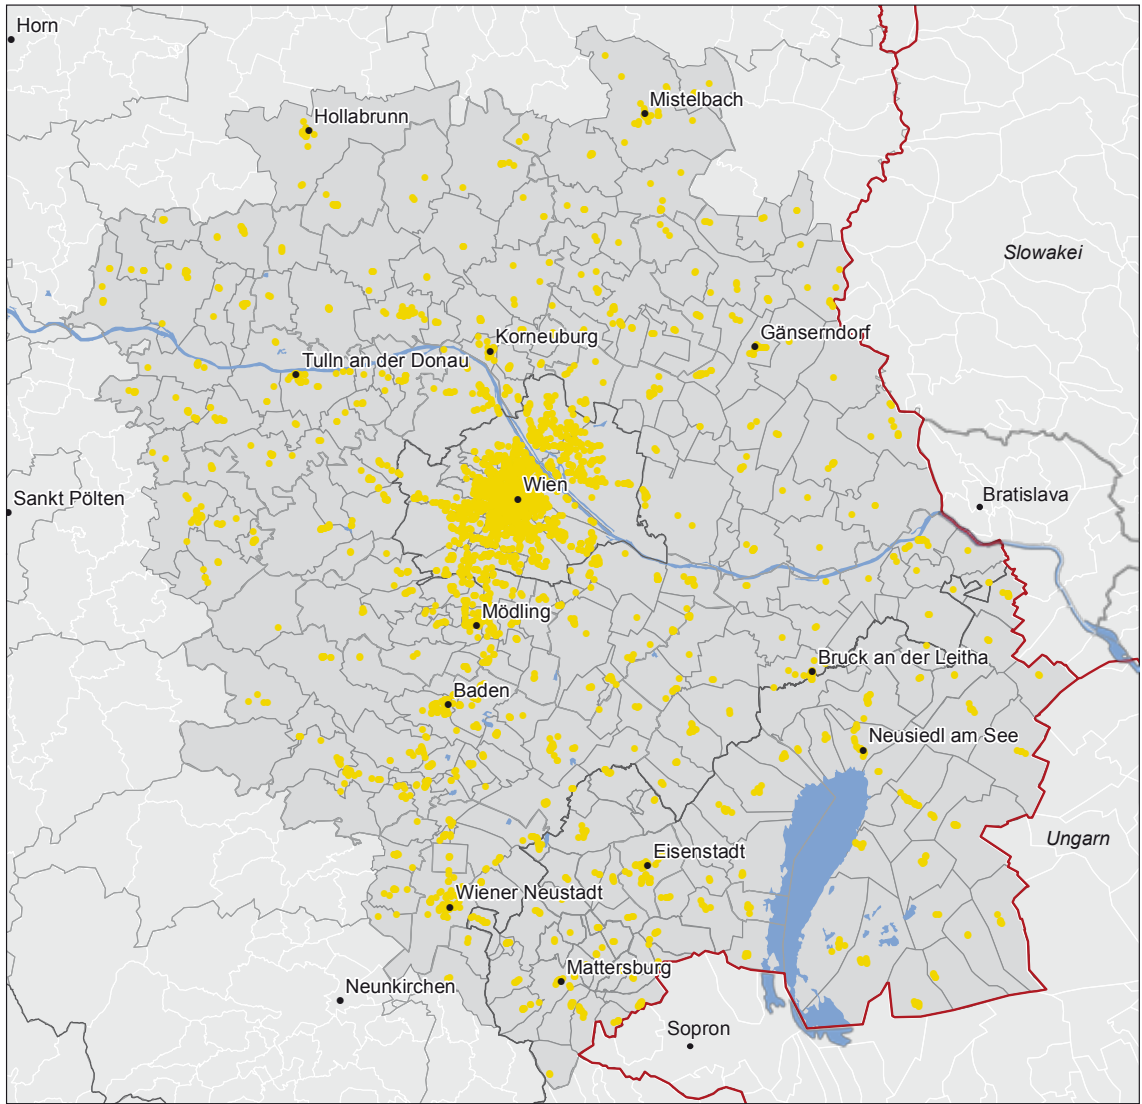 Horn
Mistelbach
Hollabrunn
Slowakei
Korneuburg
Gänserndorf
Tulln an der Donau
Wien
Bratislava
Sankt Pölten
Mödling
Bruck an der Leitha
Baden
Neusiedl am See
Ungarn
Eisenstadt
Wiener Neustadt
Mattersburg
Neunkirchen
Sopron